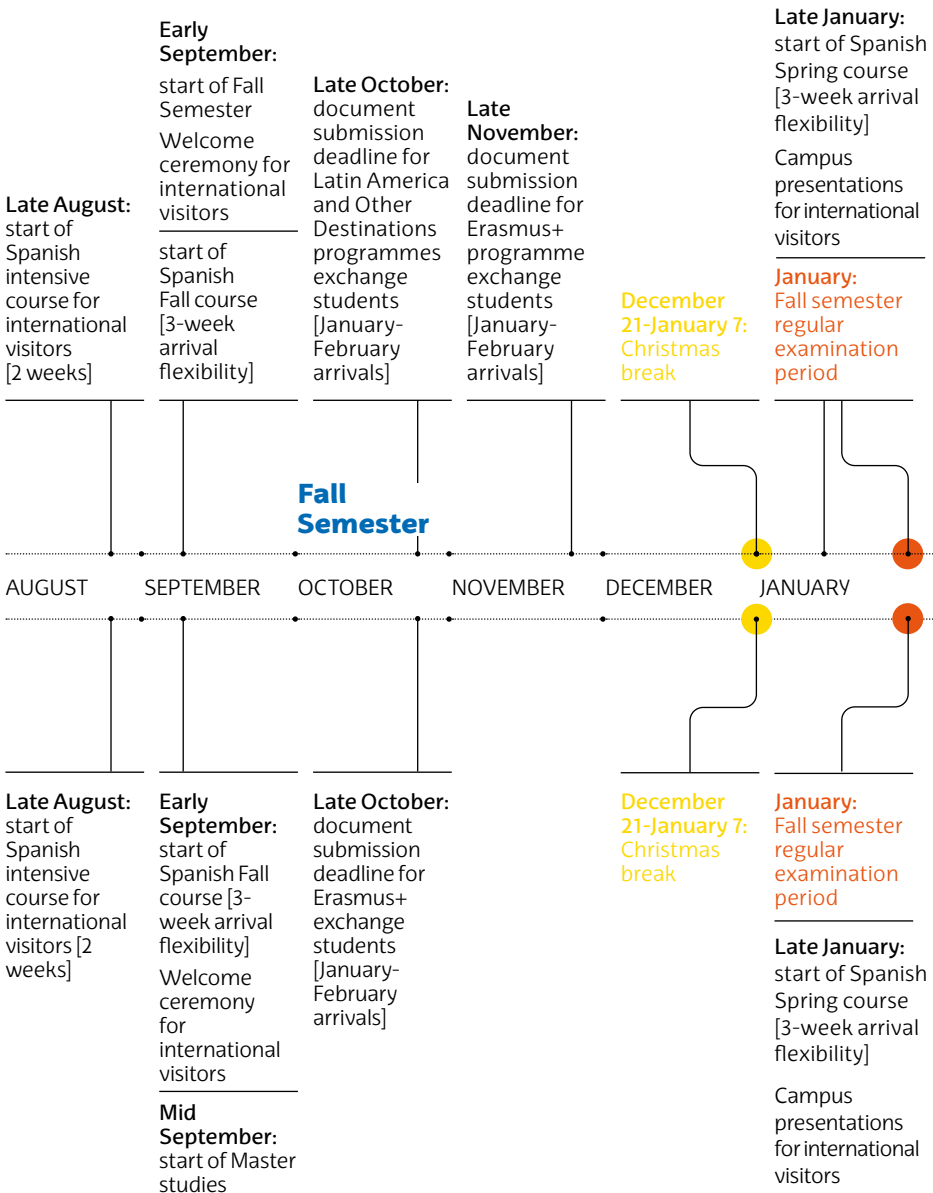 Late August:
start of
Spanish
intensive
course for
international
visitors
[2 weeks]
Early
September:
start of Fall
Semester
Welcome
ceremony for
international
visitors
start of
Spanish
Fall course
[3-week
arrival
flexibility]
Late October:
document
submission
deadline for
Latin America
and Other
Destinations
programmes
exchange
students
[January-
February
arrivals]
Late
November:
document
submission
deadline for
Erasmus+
programme
exchange
students
[January-
February
arrivals]
December
21-January 7:
Christmas
break
Late January:
start of Spanish
Spring course
[3-week arrival
flexibility]
Campus
presentations
for international
visitors
January:
Fall semester
regular
examination
period
Fall
Semester
AUGUST
SEPTEMBER
OCTOBER
NOVEMBER
DECEMBER
JANUARY
Late August:
start of
Spanish
intensive
course for
international
visitors [2
weeks]
Early
September:
start of
Spanish Fall
course [3-
week arrival
flexibility]
Welcome
ceremony
for
international
visitors
Mid
September:
start of Master
studies
Late October:
document
submission
deadline for
Erasmus+
exchange
students
[January-
February
arrivals]
December
21-January 7:
Christmas
break
January:
Fall semester
regular
examination
period
Late January:
start of Spanish
Spring course
[3-week arrival
flexibility]
Campus
presentations
for international
visitors